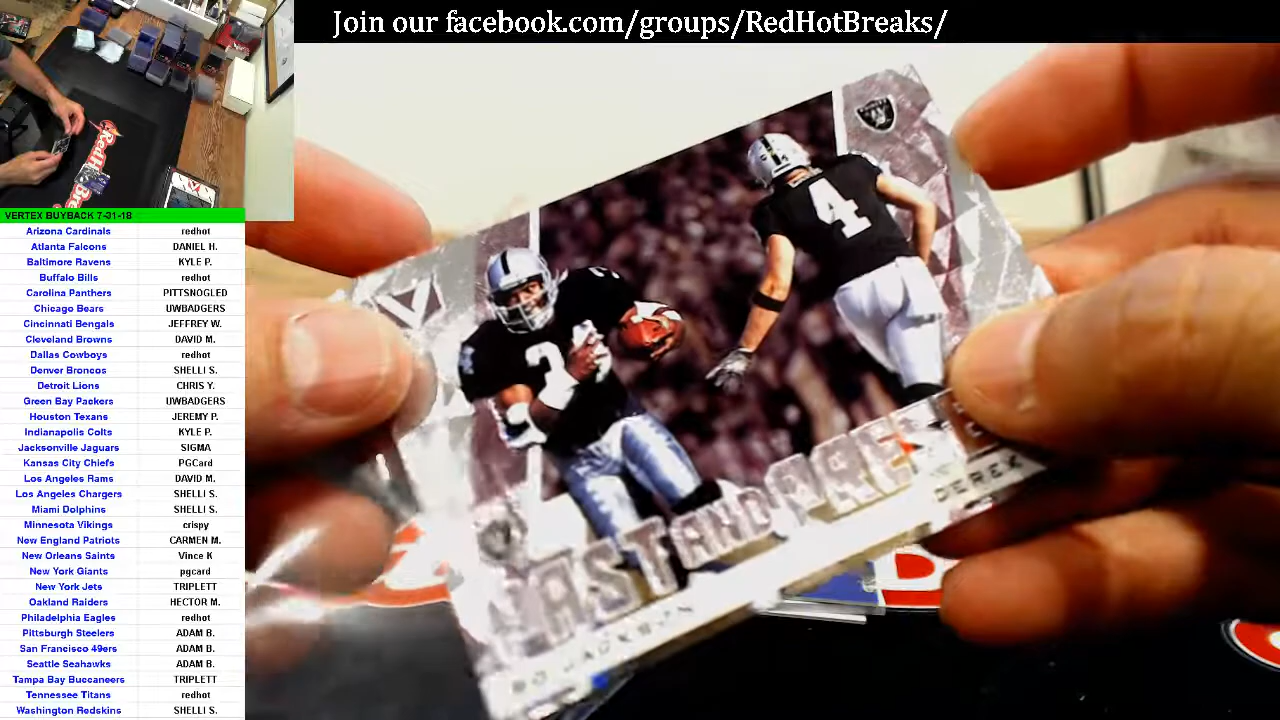 Join our facebook.com/groups/RedHotBreaks/
VERTEX BUYBACK 7-31-18
Arizona Cardinals redhot
Atlanta Falcons DANIEL H.
Baltimore Ravens KYLE P.
Buffalo Bills redhot
Carolina Panthers PITTSNOGLED
Chicago Bears UWBADGERS
Cincinnati Bengals JEFFREY W.
Cleveland Browns DAVID M.
Dallas Cowboys redhot
Denver Broncos SHELLI S.
Detroit Lions CHRIS Y.
Green Bay Packers UWBADGERS
Houston Texans JEREMY P.
Indianapolis Colts KYLE P.
Jacksonville Jaguars SIGMA
Kansas City Chiefs PGCard
Los Angeles Rams DAVID M.
Los Angeles Chargers SHELLI S.
Miami Dolphins SHELLI S.
Minnesota Vikings crispy
New England Patriots CARMEN M.
New Orleans Saints Vince K
New York Giants pgcard
New York Jets TRIPLETT
Oakland Raiders HECTOR M.
Philadelphia Eagles redhot
Pittsburgh Steelers ADAM B.
San Francisco 49ers ADAM B.
Seattle Seahawks ADAM B.
Tampa Bay Buccaneers TRIPLETT
Tennessee Titans redhot
Washington Redskins SHELLI S.
4
PAST AND PRESENT
BO JACKSON
DEREK